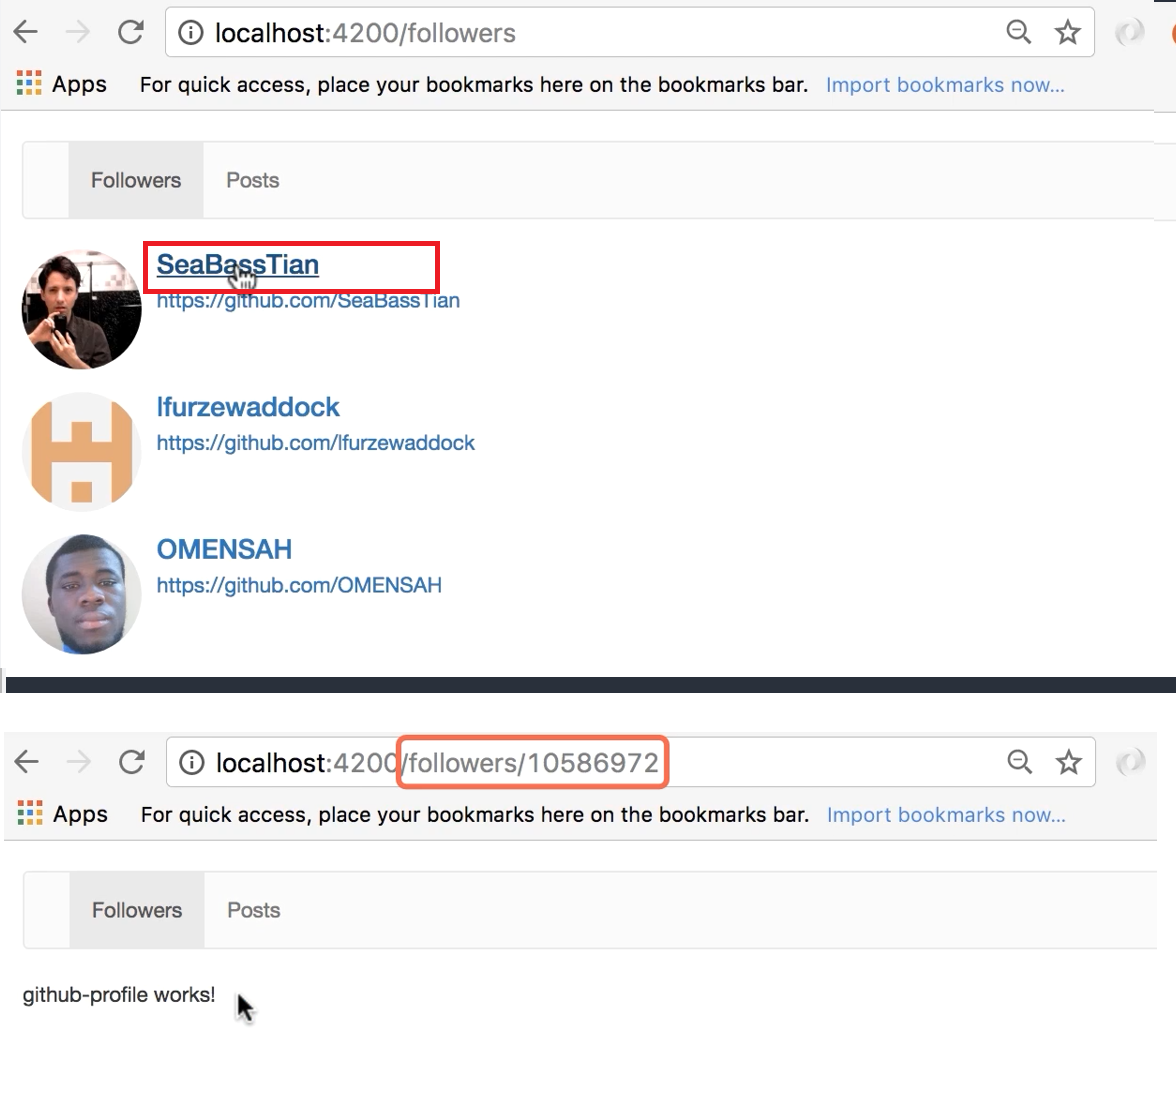 localhost:4200/followers
Apps For quick access, place your bookmarks here on the bookmarks bar. Import bookmarks now...
Followers Posts
SeaBassTian
https://github.com/SeaBassTian
lfurzewaddock
https://github.com/lfurzewaddock
OMENSAH
https://github.com/OMENSAH
localhost:4200/followers/10586972
Apps For quick access, place your bookmarks here on the bookmarks bar. Import bookmarks now...
Followers Posts
github-profile works!